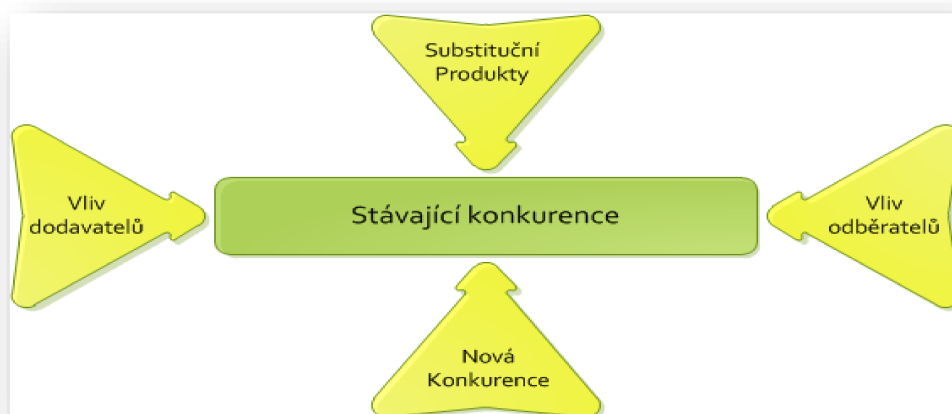 Substituční
Produkty
Vliv
dodavatelů
Stávající konkurence
Vliv
odběratelů
Nová
Konkurence